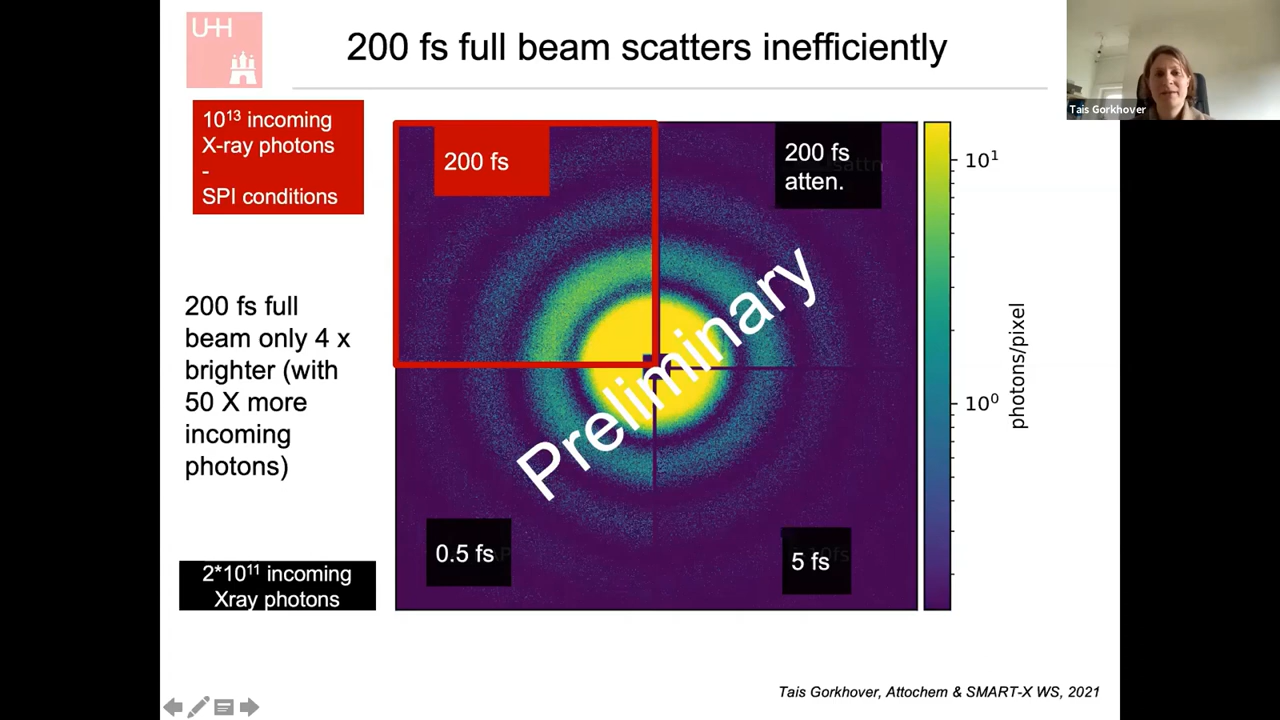 UHH
200 fs full beam scatters inefficiently
Tais Gorkhover
10¹³ incoming
X-ray photons
-
SPI conditions
200 fs
200 fs
atten.
10¹
10⁰
photons/pixel
200 fs full
beam only 4 x
brighter (with
50 X more
incoming
photons)
Preliminary
0.5 fs
5 fs
2*10¹¹ incoming
Xray photons
Tais Gorkhover, Attochem & SMART-X WS, 2021